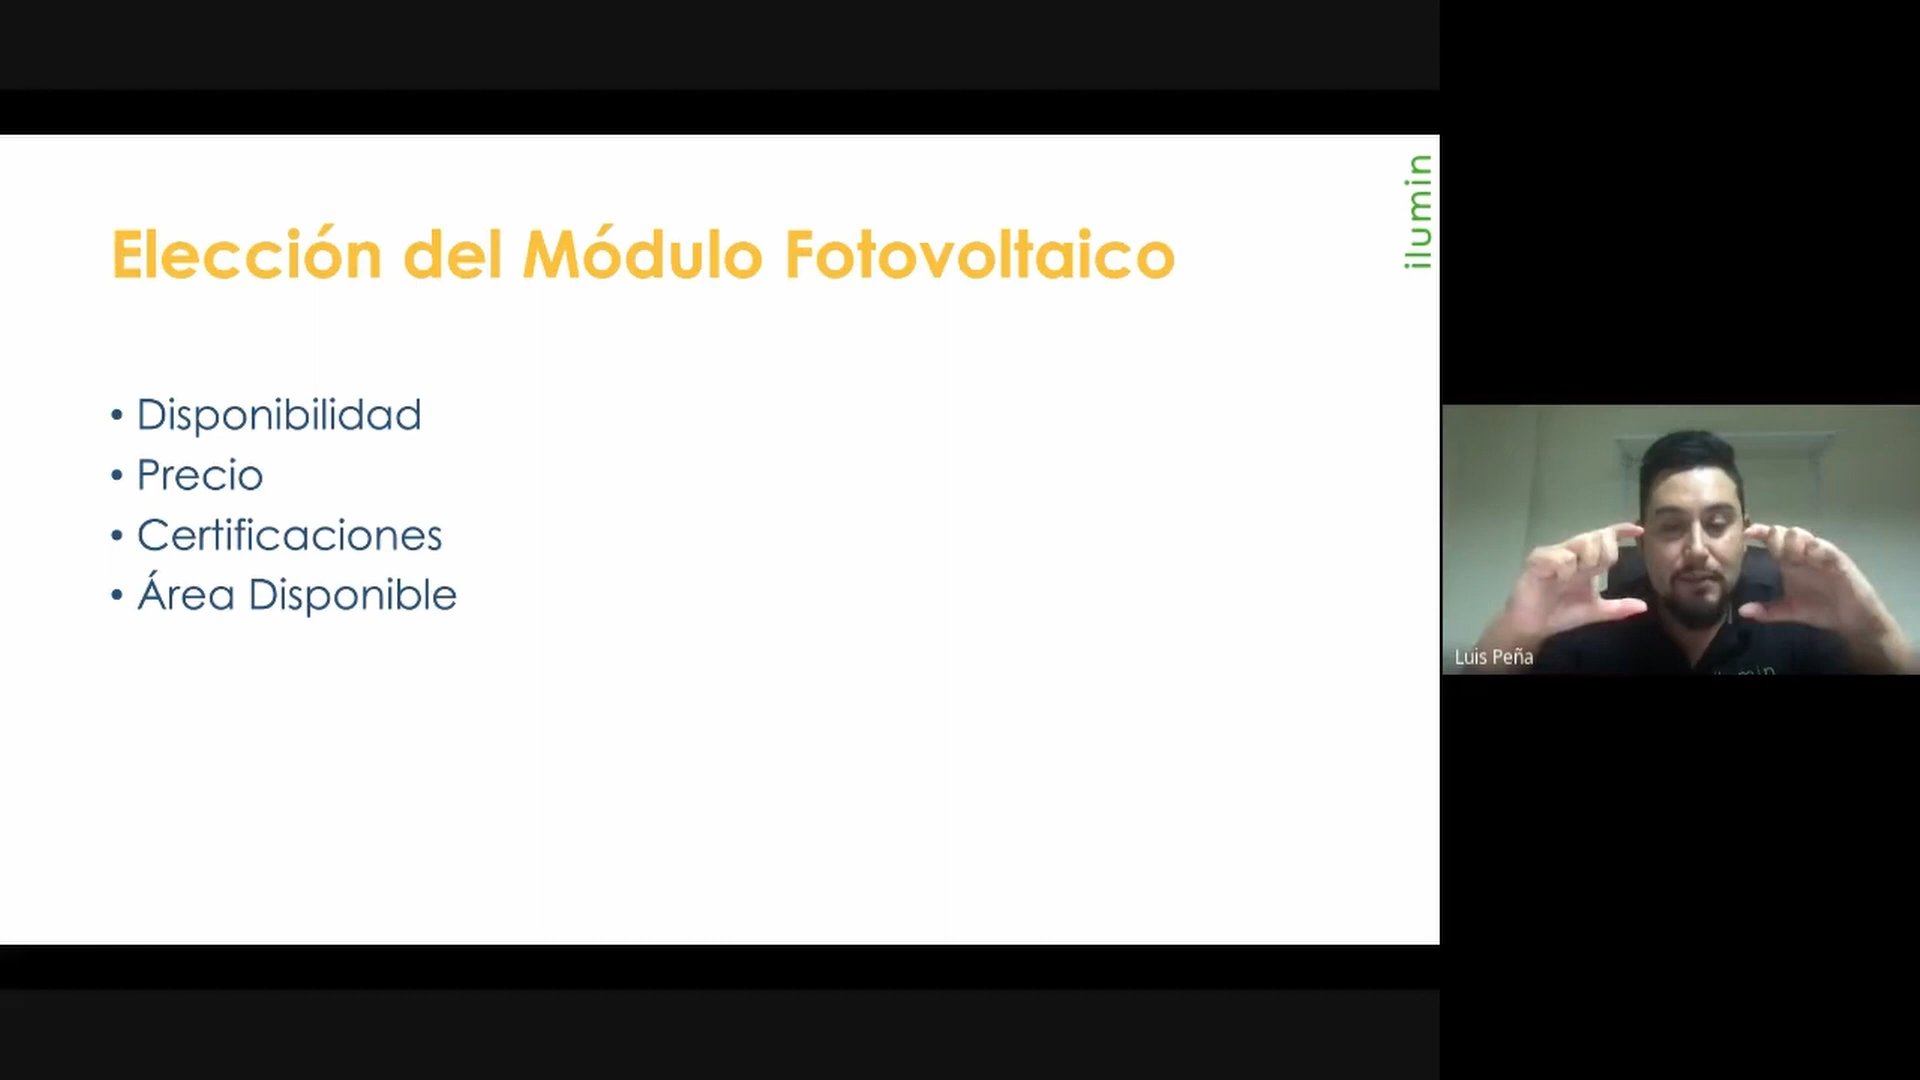 ilumin
Elección del Módulo Fotovoltaico
• Disponibilidad
• Precio
• Certificaciones
• Área Disponible
Luis Peña